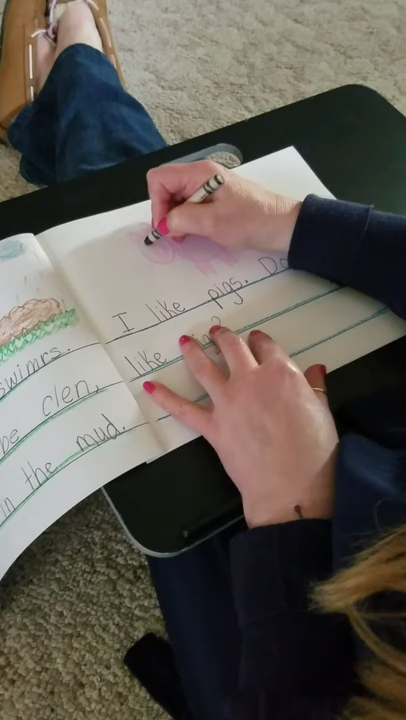 swimrs.
be clen.
in the mud.
I like pigs. Do
like